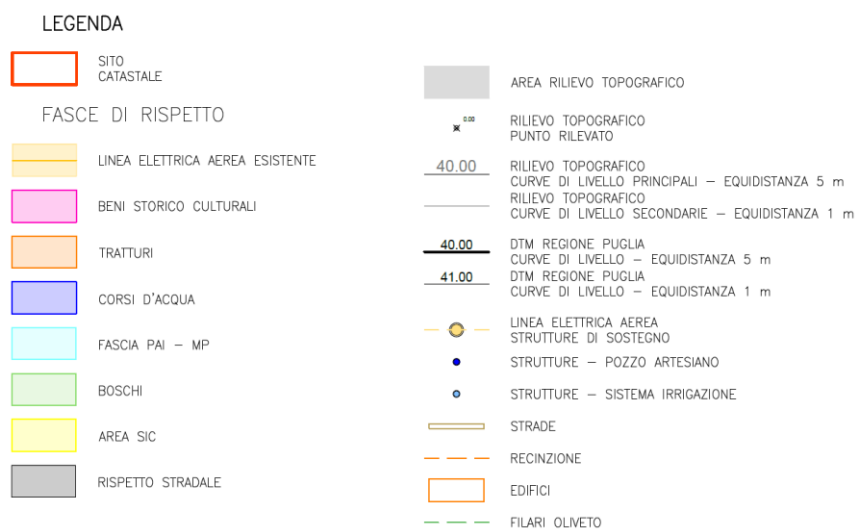 LEGENDA
SITO
CATASTALE
FASCE DI RISPETTO
LINEA ELETTRICA AEREA ESISTENTE
BENI STORICO CULTURALI
TRATTURI
CORSI D'ACQUA
FASCIA PAI – MP
BOSCHI
AREA SIC
RISPETTO STRADALE
AREA RILIEVO TOPOGRAFICO
0.00
RILIEVO TOPOGRAFICO
PUNTO RILEVATO
40.00
RILIEVO TOPOGRAFICO
CURVE DI LIVELLO PRINCIPALI – EQUIDISTANZA 5 m
RILIEVO TOPOGRAFICO
CURVE DI LIVELLO SECONDARIE – EQUIDISTANZA 1 m
40.00
DTM REGIONE PUGLIA
CURVE DI LIVELLO – EQUIDISTANZA 5 m
41.00
DTM REGIONE PUGLIA
CURVE DI LIVELLO – EQUIDISTANZA 1 m
LINEA ELETTRICA AEREA
STRUTTURE DI SOSTEGNO
STRUTTURE – POZZO ARTESIANO
STRUTTURE – SISTEMA IRRIGAZIONE
STRADE
RECINZIONE
EDIFICI
FILARI OLIVETO